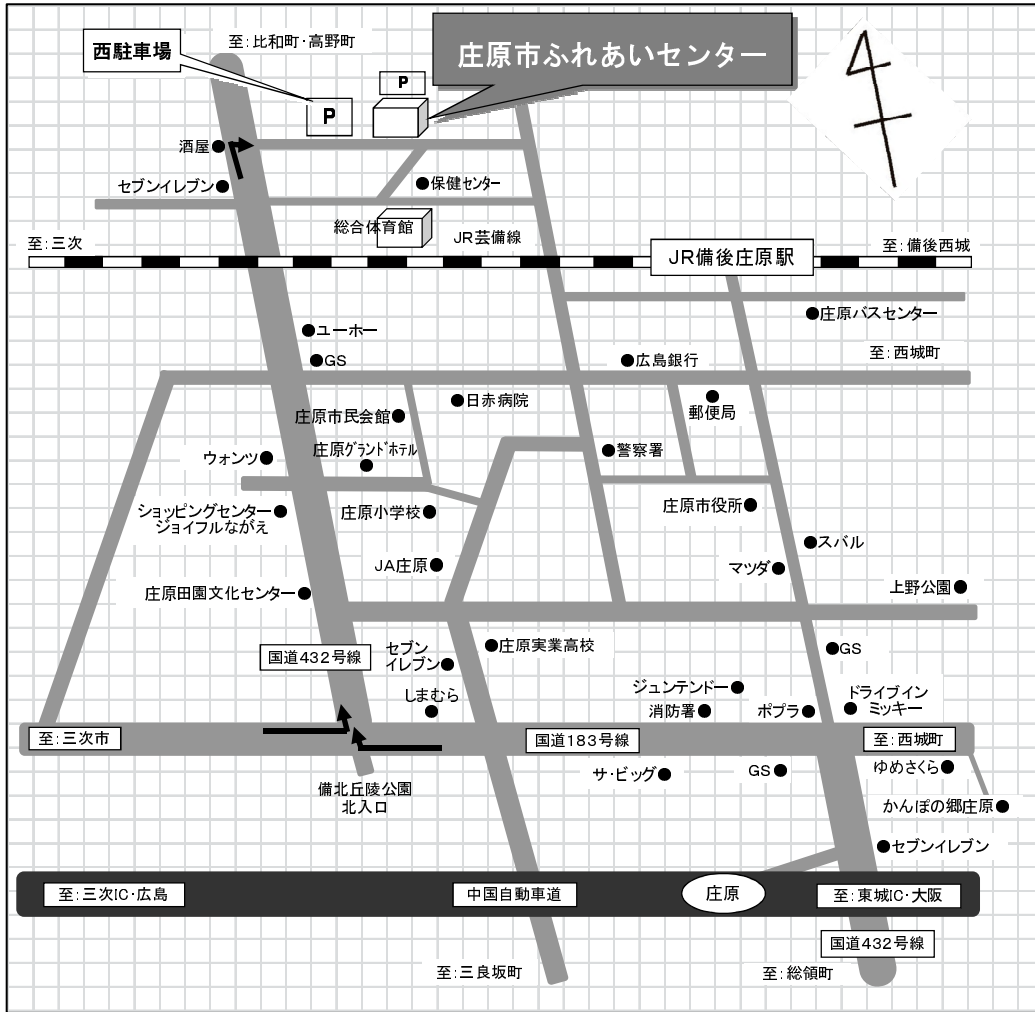 至：比和町・高野町
西駐車場
庄原市ふれあいセンター
P
P
酒屋
セブンイレブン
保健センター
総合体育館
JR芸備線
至：三次
JR備後庄原駅
至：備後西城
庄原バスセンター
ユーホー
GS
広島銀行
至：西城町
日赤病院
郵便局
庄原市民会館
庄原グランドホテル
ウォンツ
警察署
ショッピングセンター
ジョイフルながえ
庄原小学校
庄原市役所
スバル
JA庄原
マツダ
上野公園
庄原田園文化センター
国道432号線
セブン
イレブン
庄原実業高校
GS
しまむら
ジュンテンドー
消防署
ポプラ
ドライブイン
ミッキー
至：三次市
国道183号線
至：西城町
備北丘陵公園
北入口
サ・ビッグ
GS
ゆめさくら
かんぽの郷庄原
セブンイレブン
至：三次IC・広島
中国自動車道
庄原
至：東城IC・大阪
国道432号線
至：三良坂町
至：総領町